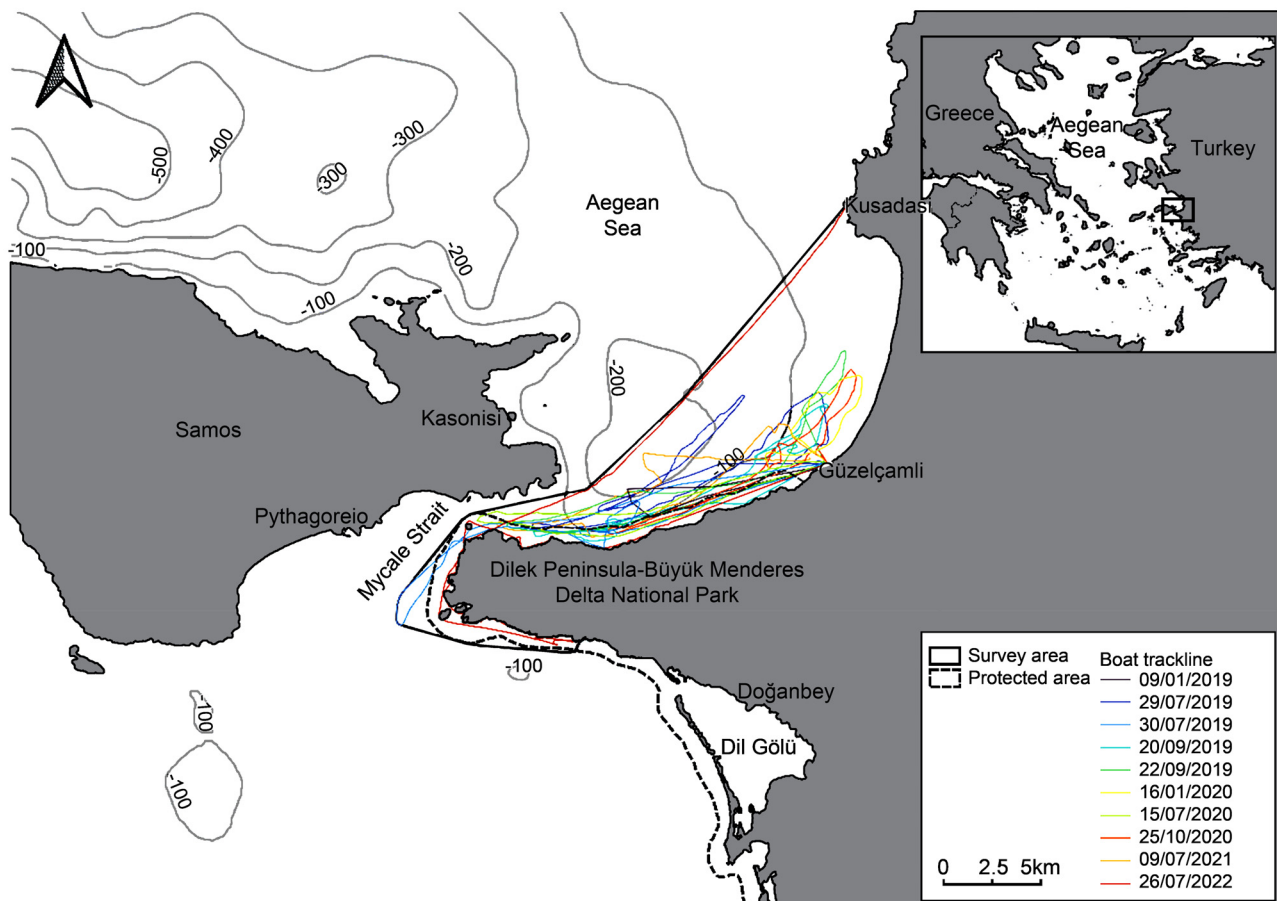 -500
-400
-300
-300
-200
-100
-100
Aegean
Sea
-200
-100
Kusadasi
Samos
Kasonisi
Pythagoreio
Mycale Strait
Güzelçamli
Dilek Peninsula-Büyük Menderes
Delta National Park
-100
-100
-100
Doğanbey
Dil Gölü
Greece
Aegean
Sea
Turkey
Survey area
Protected area
Boat trackline
09/01/2019
29/07/2019
30/07/2019
20/09/2019
22/09/2019
16/01/2020
15/07/2020
25/10/2020
09/07/2021
26/07/2022
0 2.5 5km